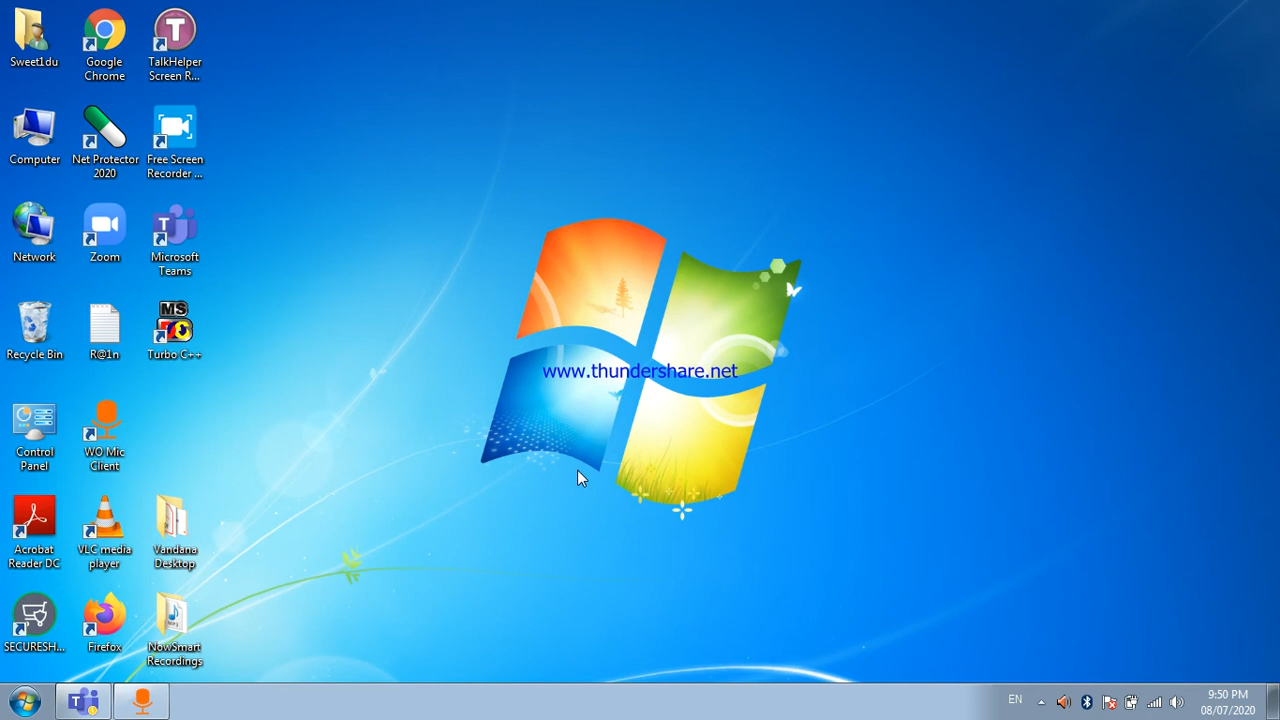 Sweet1du
Google
Chrome
TalkHelper
Screen R...
T
Computer
Net Protector
2020
Free Screen
Recorder ...
Network
Zoom
T
Microsoft
Teams
Recycle Bin
R@1n
MS
Turbo C++
www.thundershare.net
Control
Panel
WO Mic
Client
Acrobat
Reader DC
VLC media
player
Vandana
Desktop
SECURESH...
Firefox
NowSmart
Recordings
T
EN
9:50 PM
08/07/2020